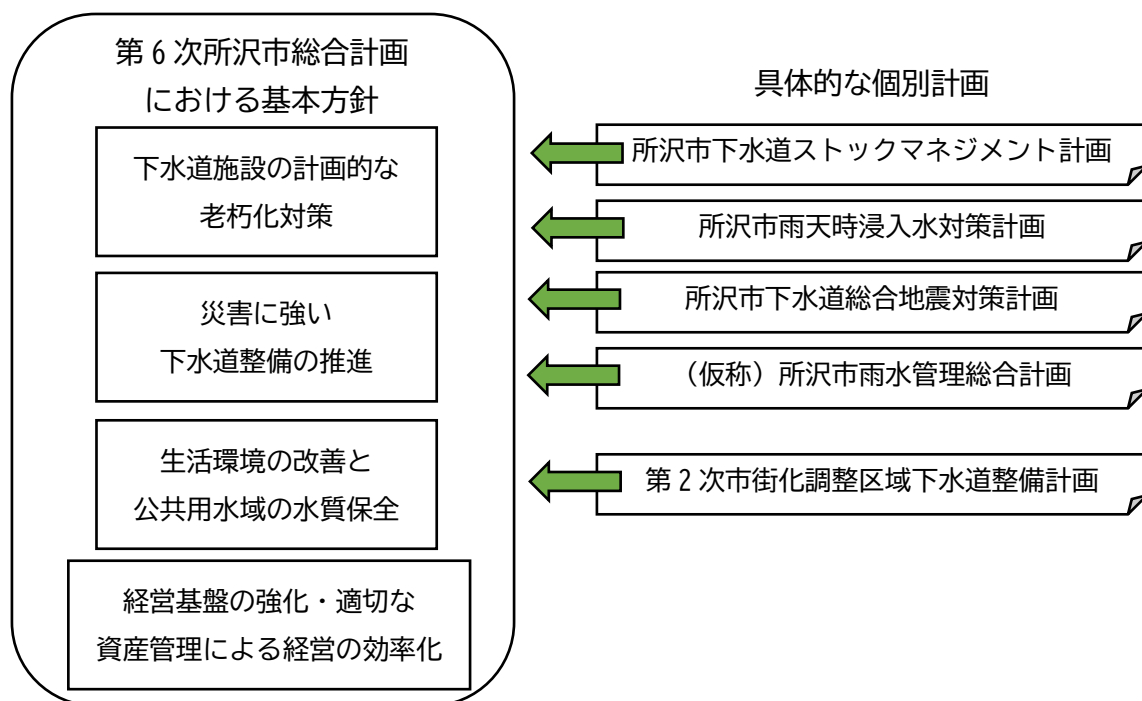 第6次所沢市総合計画
における基本方針
下水道施設の計画的な
老朽化対策
災害に強い
下水道整備の推進
生活環境の改善と
公共用水域の水質保全
経営基盤の強化・適切な
資産管理による経営の効率化
具体的な個別計画
所沢市下水道ストックマネジメント計画
所沢市雨天時浸入水対策計画
所沢市下水道総合地震対策計画
（仮称）所沢市雨水管理総合計画
第2次市街化調整区域下水道整備計画